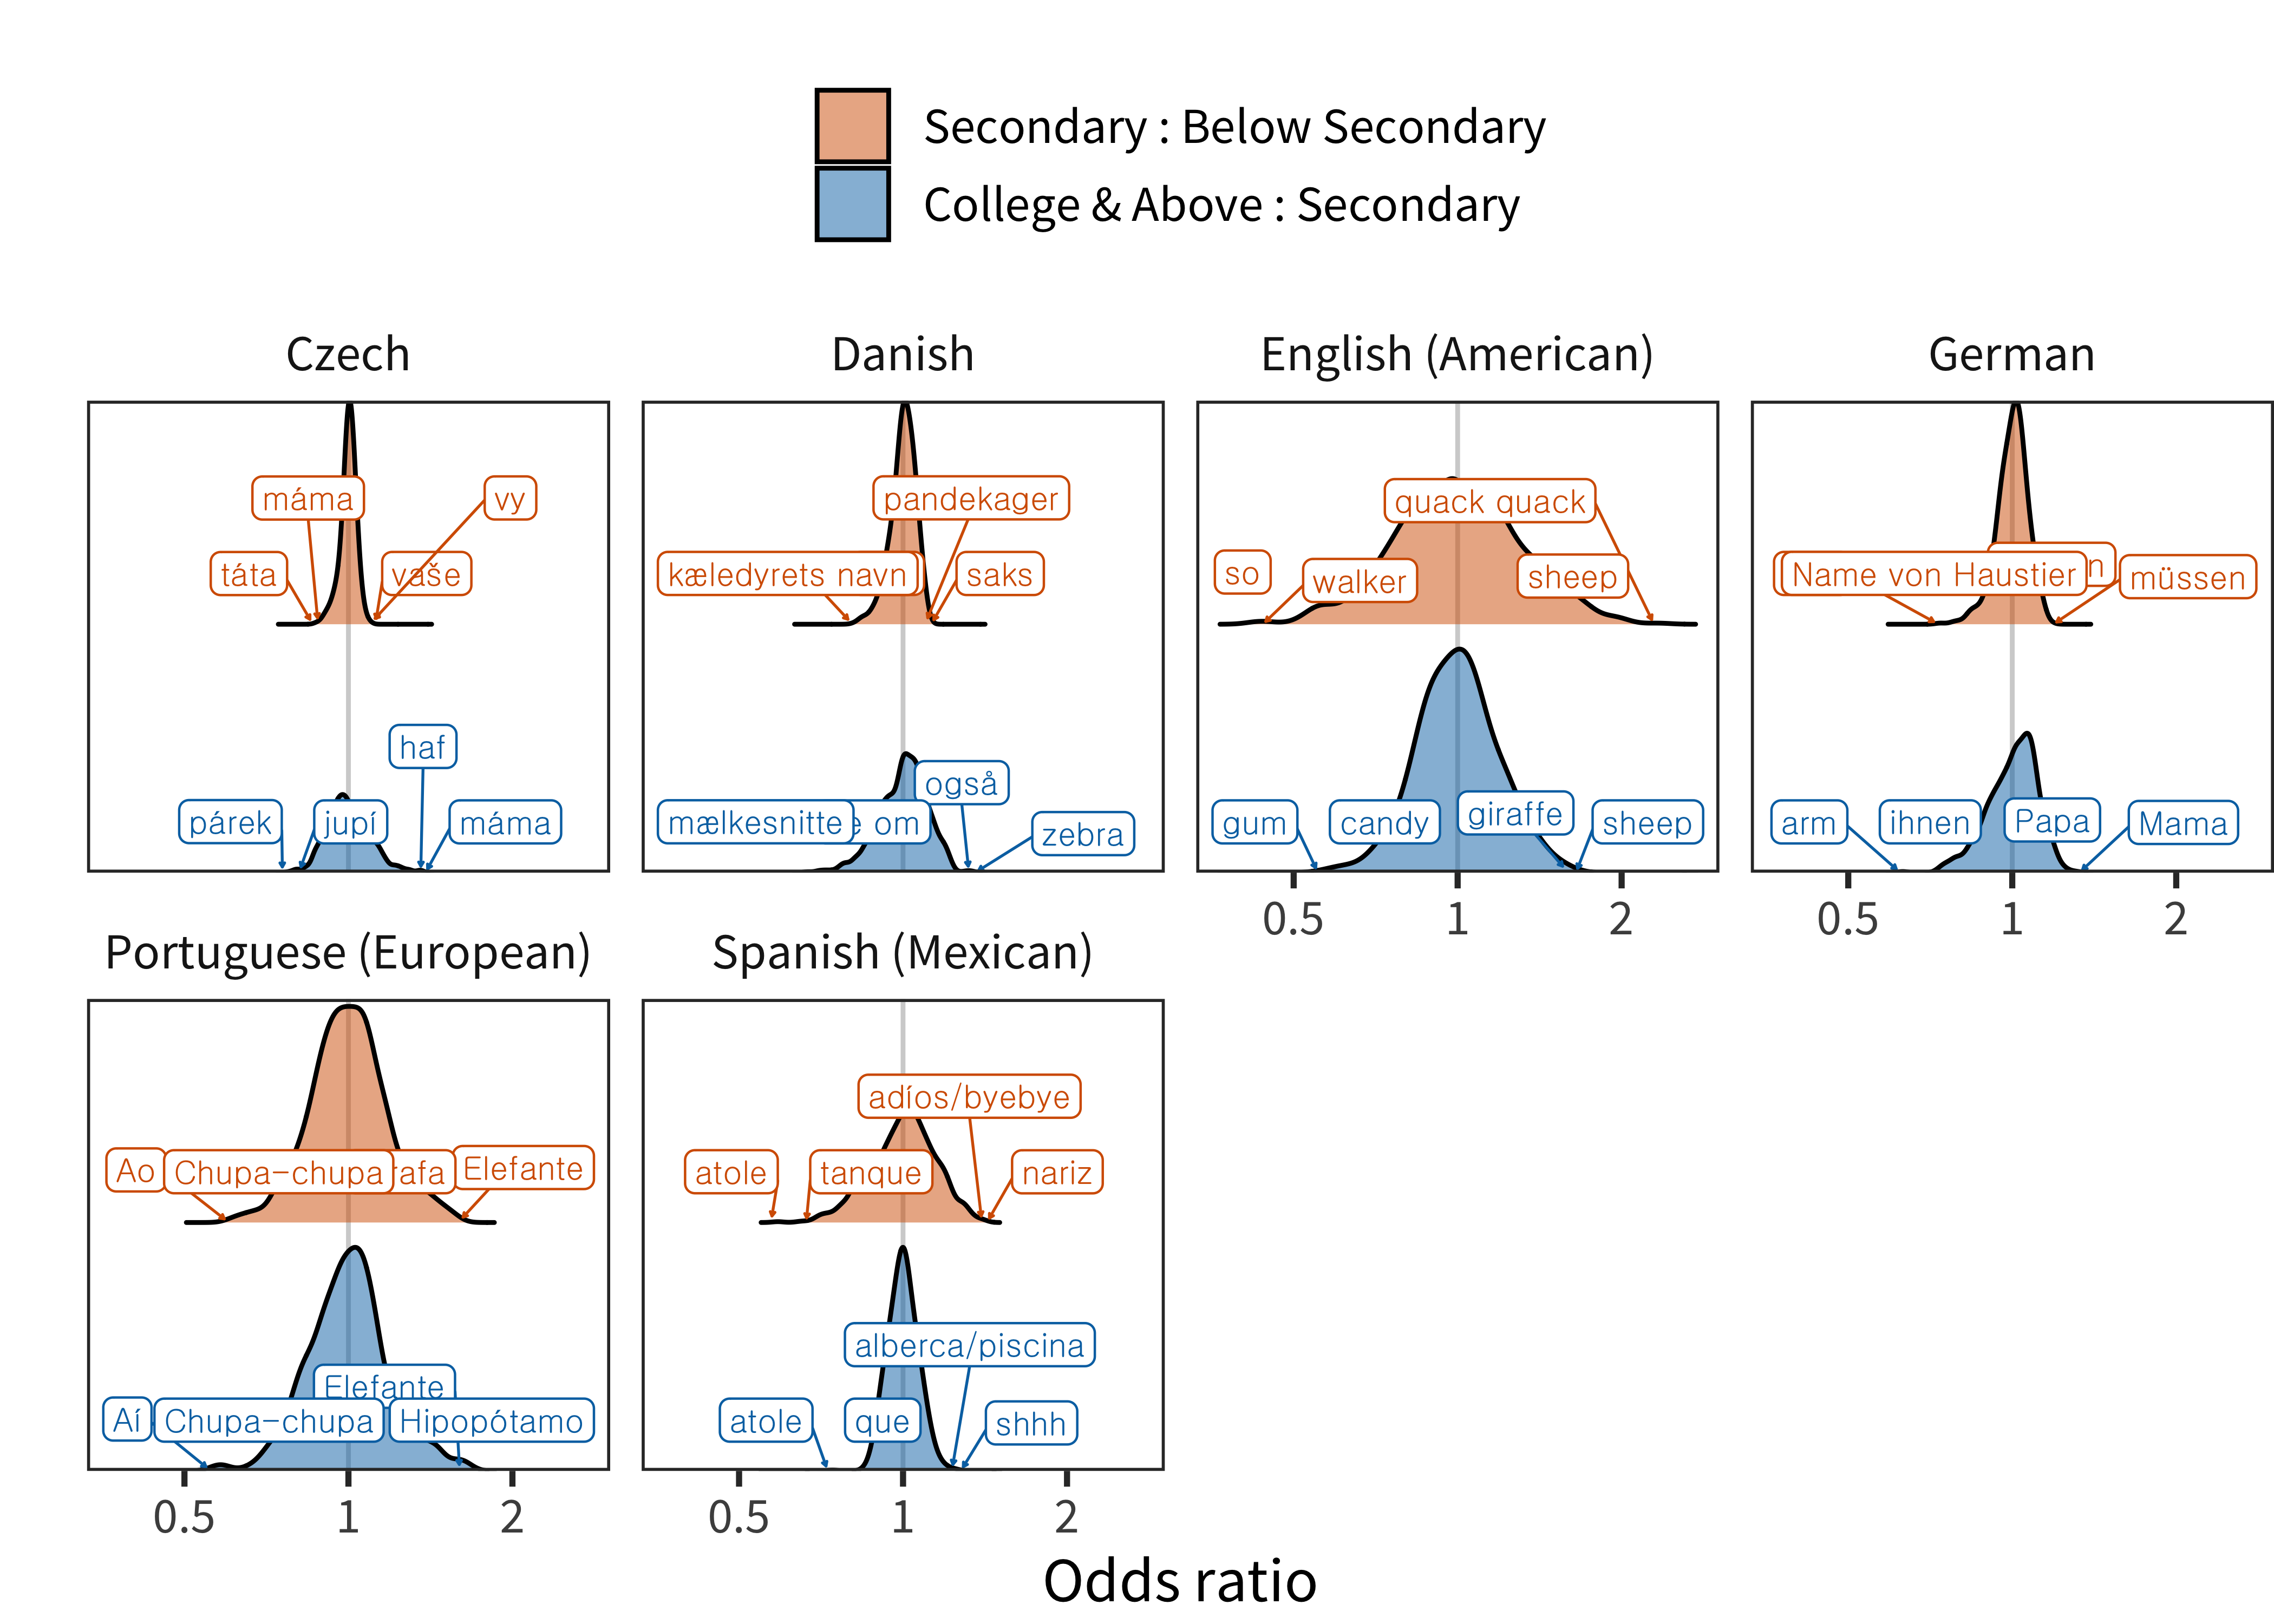 Secondary : Below Secondary
College & Above : Secondary
Czech
Danish
English (American)
German
máma
vy
táta
vaše
haf
párek
jupí
máma
pandekager
kæledyrets navn
saks
også
mælkesnitte
om
zebra
quack quack
so
walker
sheep
gum
candy
giraffe
sheep
Name von Haustier
müssen
arm
ihnen
Papa
Mama
0.5 1 2
0.5 1 2
Portuguese (European)
Spanish (Mexican)
Ao
Chupa-chupa
Elefante
Elefante
Aí
Chupa-chupa
Hipopótamo
adíos/byebye
atole
tanque
nariz
alberca/piscina
atole
que
shhh
0.5 1 2
0.5 1 2
Odds ratio